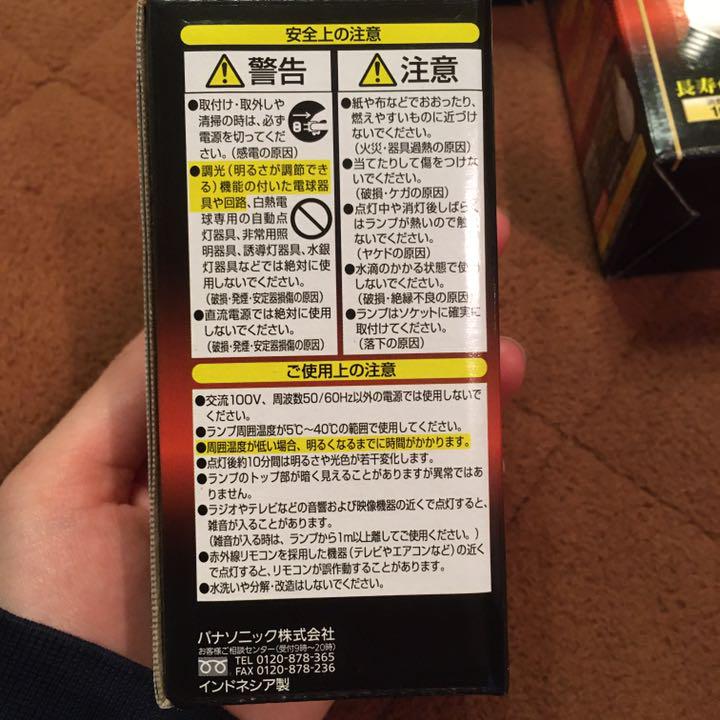 安全上の注意
警告
●取付け・取外しや
清掃の時は、必ず
電源を切ってくださ
い。(感電の原因)
●調光(明るさが調節でき
る)機能の付いた電球器
具や回路、白熱電
球専用の自動点
灯器具、非常用照
明器具、誘導灯器具、水銀
灯器具などでは絶対に使
用しないでください。
(破損・発煙・安定器損傷の原因)
●直流電源では絶対に使用
しないでください。
(破損・発煙・安定器損傷の原因)
注意
●紙や布などでおおったり、
燃えやすいものに近づけ
ないでください。
(火災・器具過熱の原因)
●当てたりして傷をつけな
いでください。
(破損・ケガの原因)
●点灯中や消灯後しばらく
はランプが熱いので触
ないでください。
(ヤケドの原因)
●水滴のかかる状態で使用
しないでください。
(破損・絶縁不良の原因)
●ランプはソケットに確実に
取付けてください。
(落下の原因)
ご使用上の注意
●交流100V、周波数50/60Hz以外の電源では使用しないで
ください。
●ランプ周囲温度が5℃〜40℃の範囲で使用してください。
●周囲温度が低い場合、明るくなるまでに時間がかかります。
●点灯後約10分間は明るさや光色が若干変化します。
●ランプのトップ部が暗く見えることがありますが異常ではあ
りません。
●ラジオやテレビなどの音響および映像機器の近くで点灯すると、
雑音が入ることがあります。
(雑音が入る時は、ランプから1m以上離してご使用ください。)
●赤外線リモコンを採用した機器(テレビやエアコンなど)の近く
で点灯すると、リモコンが誤作動することがあります。
●水洗いや分解・改造はしないでください。
パナソニック株式会社
お客様ご相談センター(受付9時〜20時)
TEL 0120-878-365
FAX 0120-878-236
インドネシア製
長寿